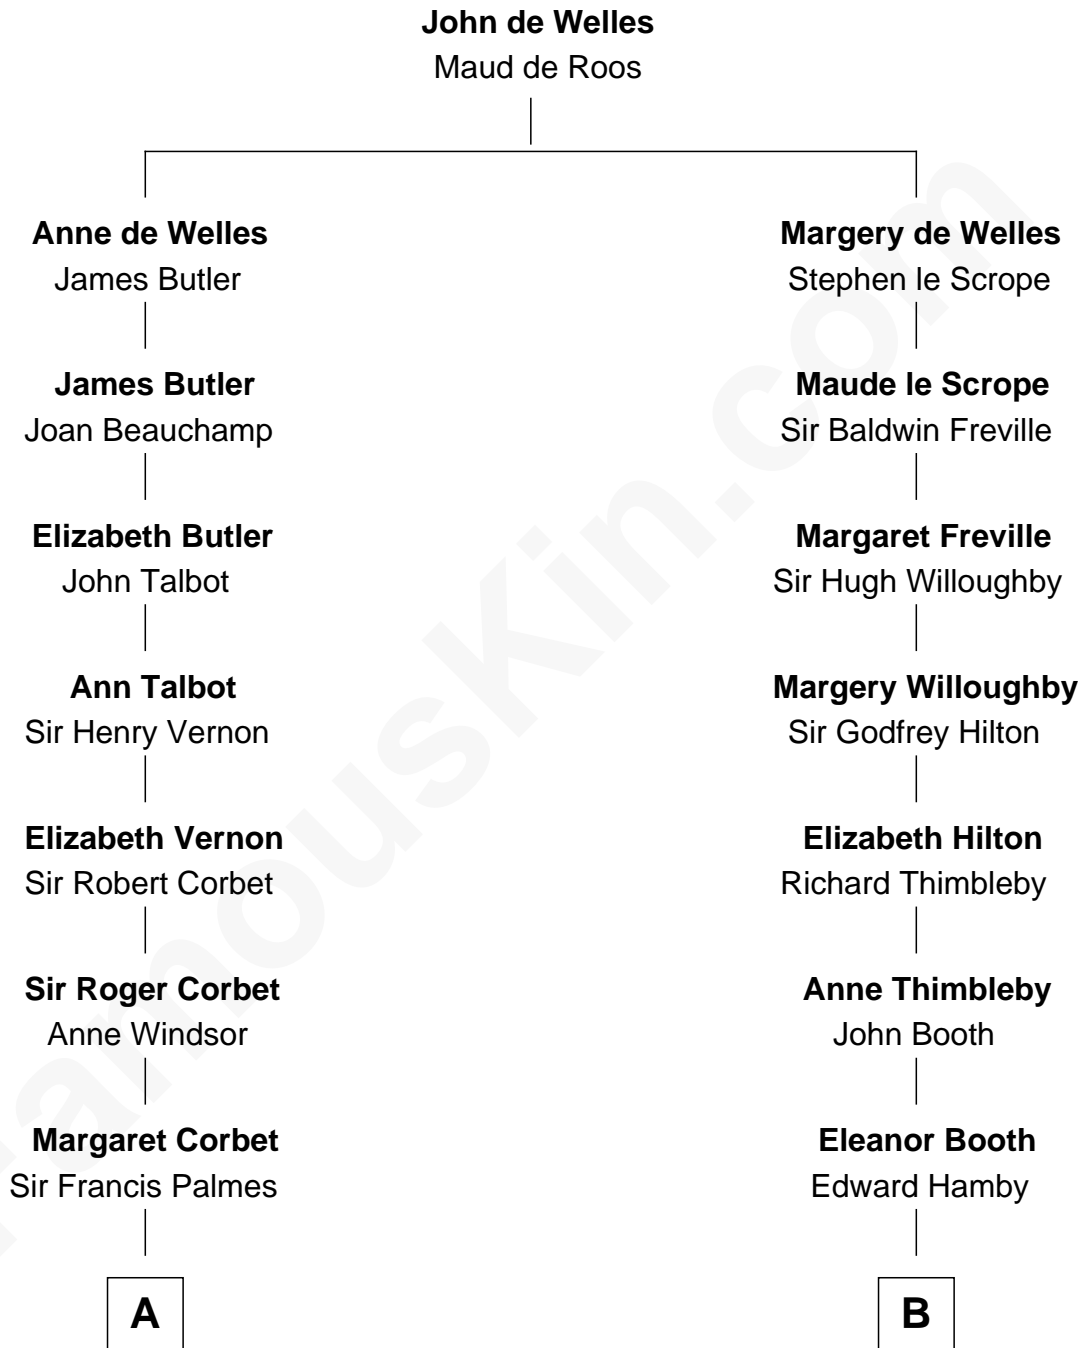 John de Welles
Maud de Roos
Anne de Welles
James Butler
Margery de Welles
Stephen le Scrope
James Butler
Joan Beauchamp
Maude le Scrope
Sir Baldwin Freville
Elizabeth Butler
John Talbot
Margaret Freville
Sir Hugh Willoughby
Ann Talbot
Sir Henry Vernon
Margery Willoughby
Sir Godfrey Hilton
Elizabeth Vernon
Sir Robert Corbet
Elizabeth Hilton
Richard Thimbleby
Sir Roger Corbet
Anne Windsor
Anne Thimbleby
John Booth
Margaret Corbet
Sir Francis Palmes
Eleanor Booth
Edward Hamby
A
B
FamousKin.com